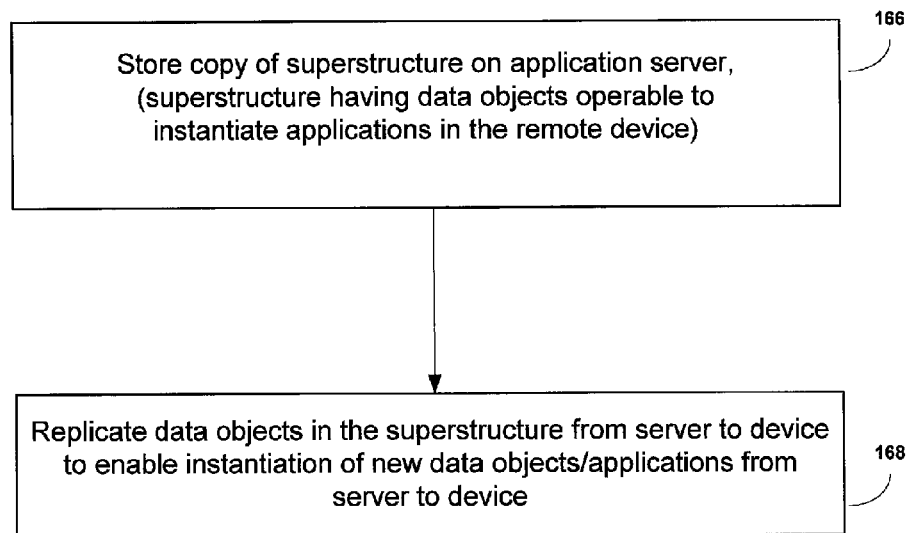 166
Store copy of superstructure on application server,
(superstructure having data objects operable to
instantiate applications in the remote device)
Replicate data objects in the superstructure from server to device
to enable instantiation of new data objects/applications from
server to device
168